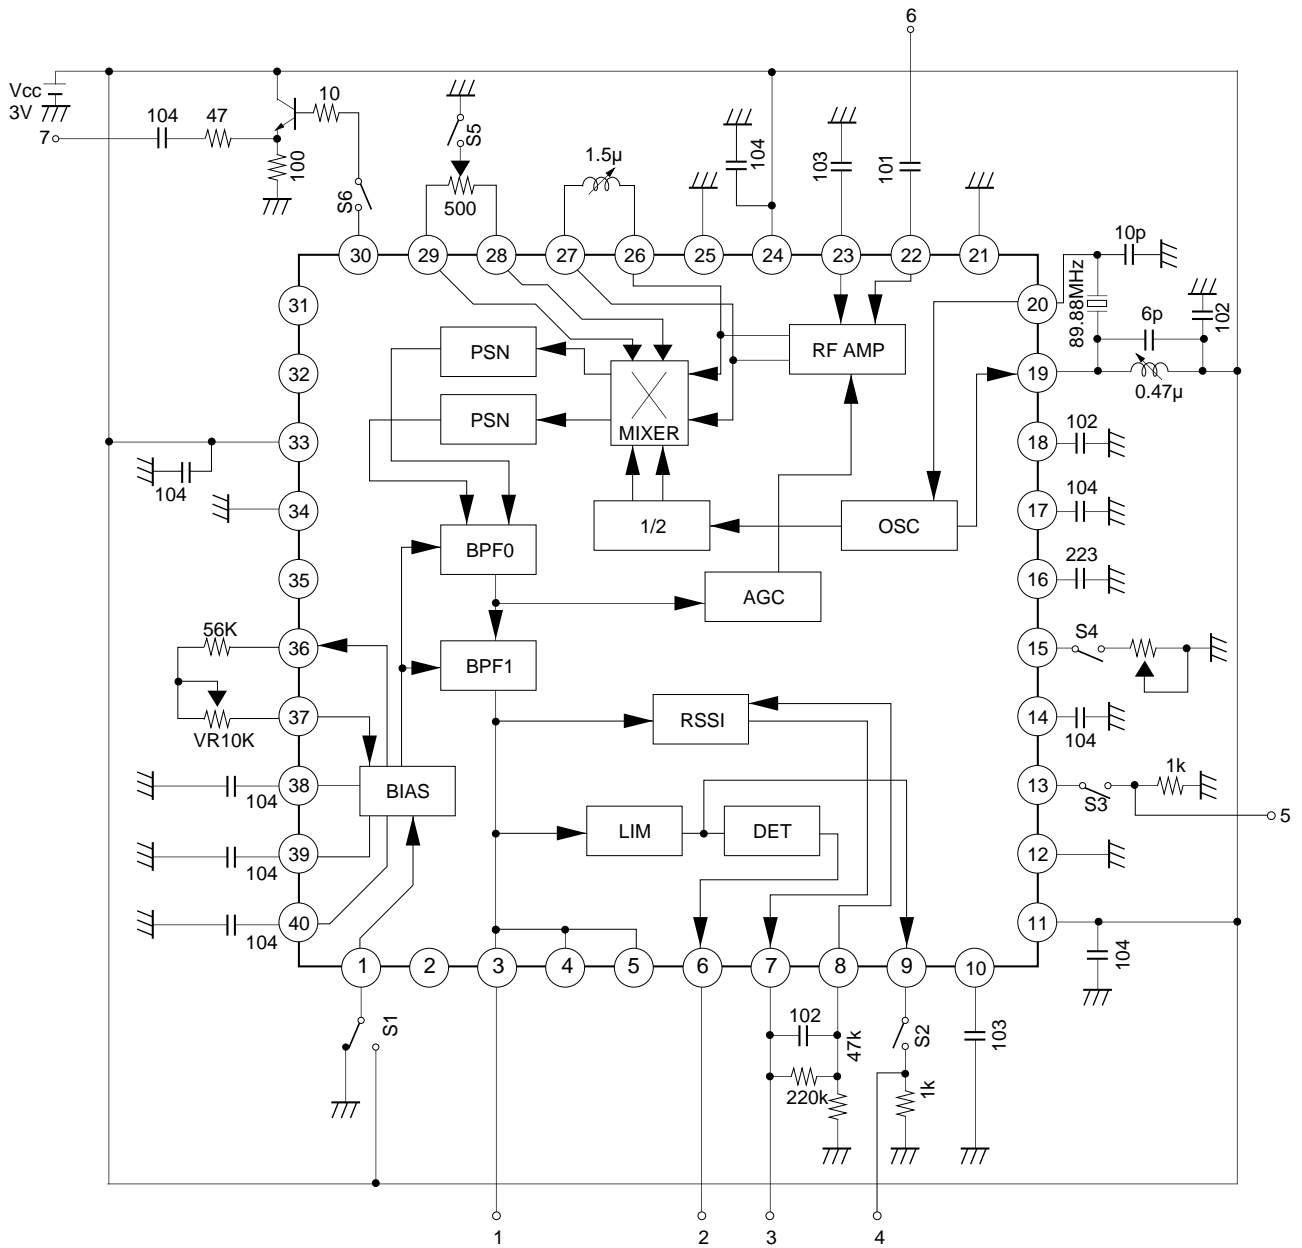 6
Vcc
3V
7
104
47
10
100
S6
S5
500
1.5µ
104
103
101
30
29
28
27
26
25
24
23
22
21
10p
89.88MHz
6p
102
0.47µ
20
19
18
102
17
104
16
223
15
S4
14
104
13
S3
1k
5
12
11
104
31
32
33
104
34
35
36
56K
37
VR10K
38
104
39
104
40
104
PSN
PSN
MIXER
RF AMP
BPF0
1/2
OSC
AGC
BPF1
RSSI
BIAS
LIM
DET
1
2
3
4
5
6
7
8
9
10
S1
102
47k
220k
S2
1k
103
1
2
3
4